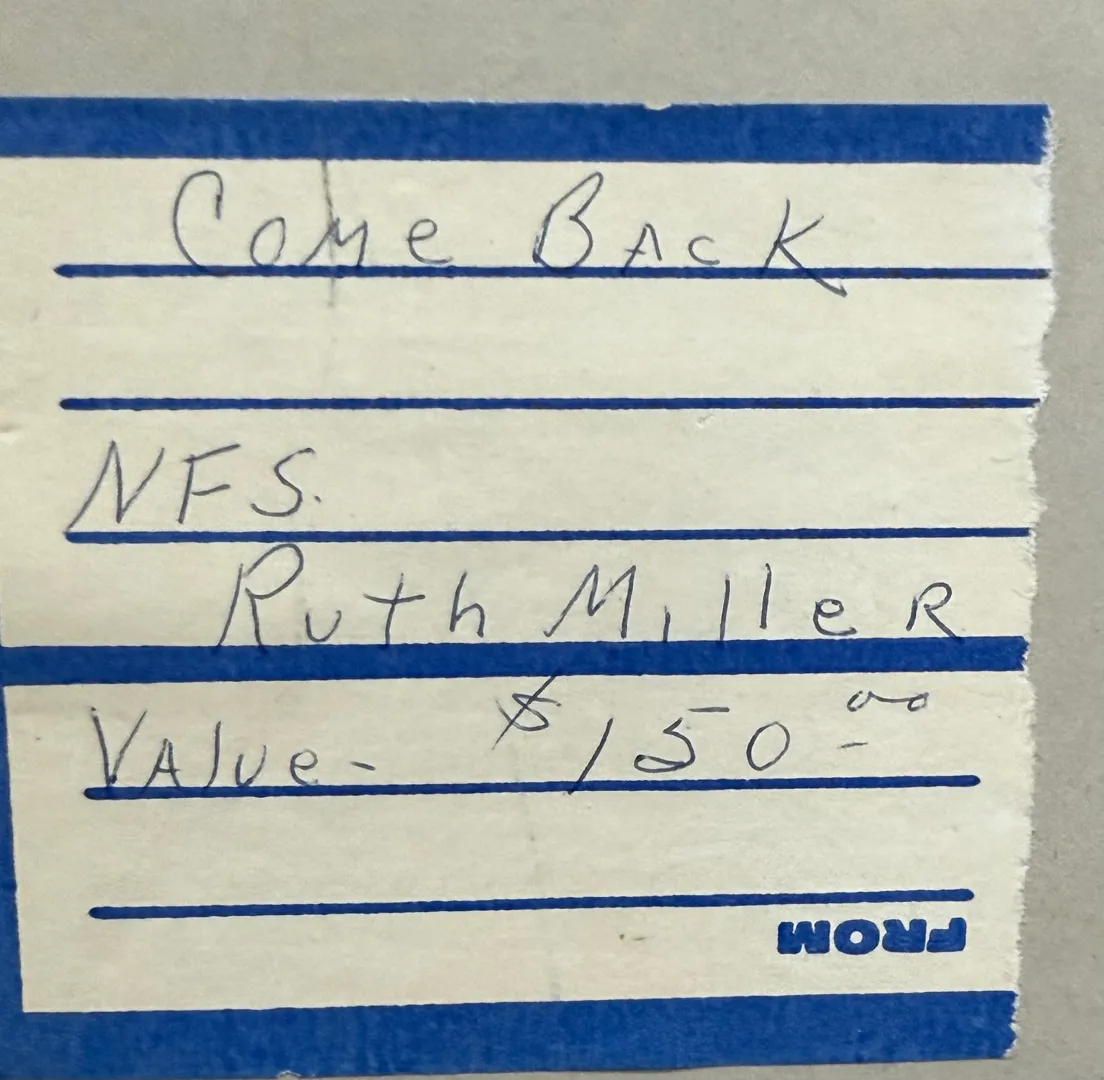 Come Back
NFS.
Ruth Miller
Value- $150.00
FROM